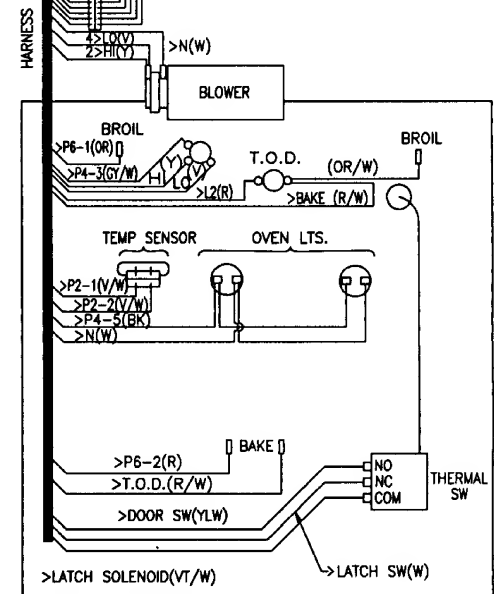 HARNESS
4>LO(V)
2>HI(Y)
>N(W)
BLOWER
BROIL
>P6-1(OR)
BROIL
T.O.D.
(OR/W)
>P4-3(GY/W)
HI
(Y)
LO
(V)
>L2(R)
>BAKE (R/W)
TEMP SENSOR
OVEN LTS.
>P2-1(V/W)
>P2-2(V/W)
>P4-5(BK)
>N(W)
BAKE
>P6-2(R)
>T.O.D.(R/W)
NO
NC
COM
THERMAL
SW
>DOOR SW(YLW)
>LATCH SW(W)
>LATCH SOLENOID(VT/W)